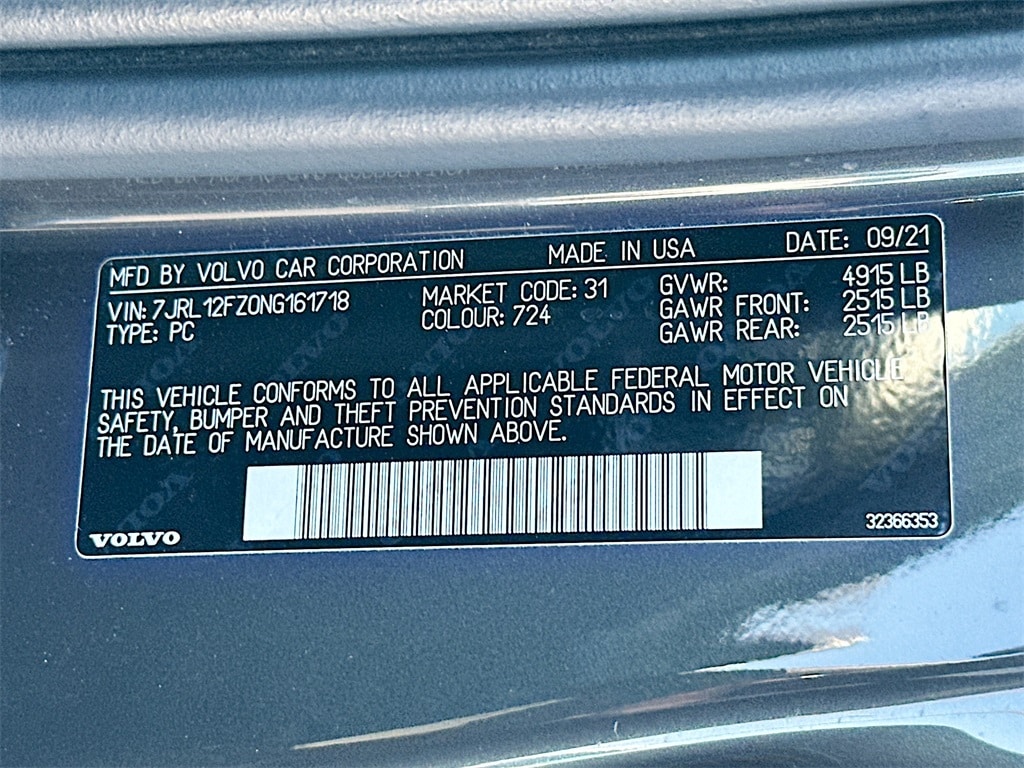 MFD BY VOLVO CAR CORPORATION MADE IN USA DATE: 09/21
VIN: 7JRL12FZ0NG161718 MARKET CODE: 31 GVWR: 4915 LB
TYPE: PC COLOUR: 724 GAWR FRONT: 2515 LB
GAWR REAR: 2515 LB
THIS VEHICLE CONFORMS TO ALL APPLICABLE FEDERAL MOTOR VEHICLE
SAFETY, BUMPER AND THEFT PREVENTION STANDARDS IN EFFECT ON
THE DATE OF MANUFACTURE SHOWN ABOVE.
VOLVO 32366353